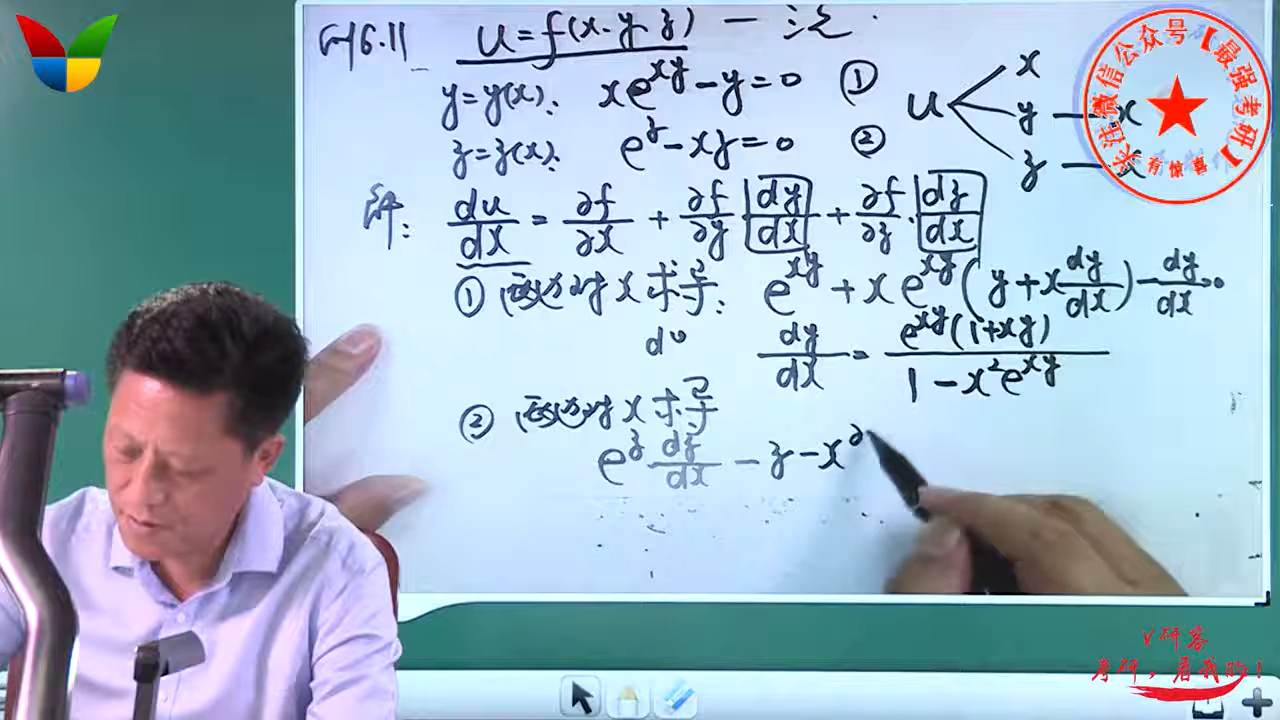 例6.11 u=f(x.y.z) 一 
y=y(x): xe^{xy}-y=0 ①
z=z(x): e^z-xz=0 ②
u x
y — x
z — x
解: du/dx = ∂f/∂x + ∂f/∂y · dy/dx + ∂f/∂z · dz/dx
① 两边对x求导: e^{xy}+xe^{xy}(y+x dy/dx)-dy/dx=0
du dy/dx = e^{xy}(1+xy)/1-x²e^{xy}
② 两边对x求导
e^z dz/dx - z - x
关注微信公众号【最强考研】
有惊喜
V研客
考研，看我的！